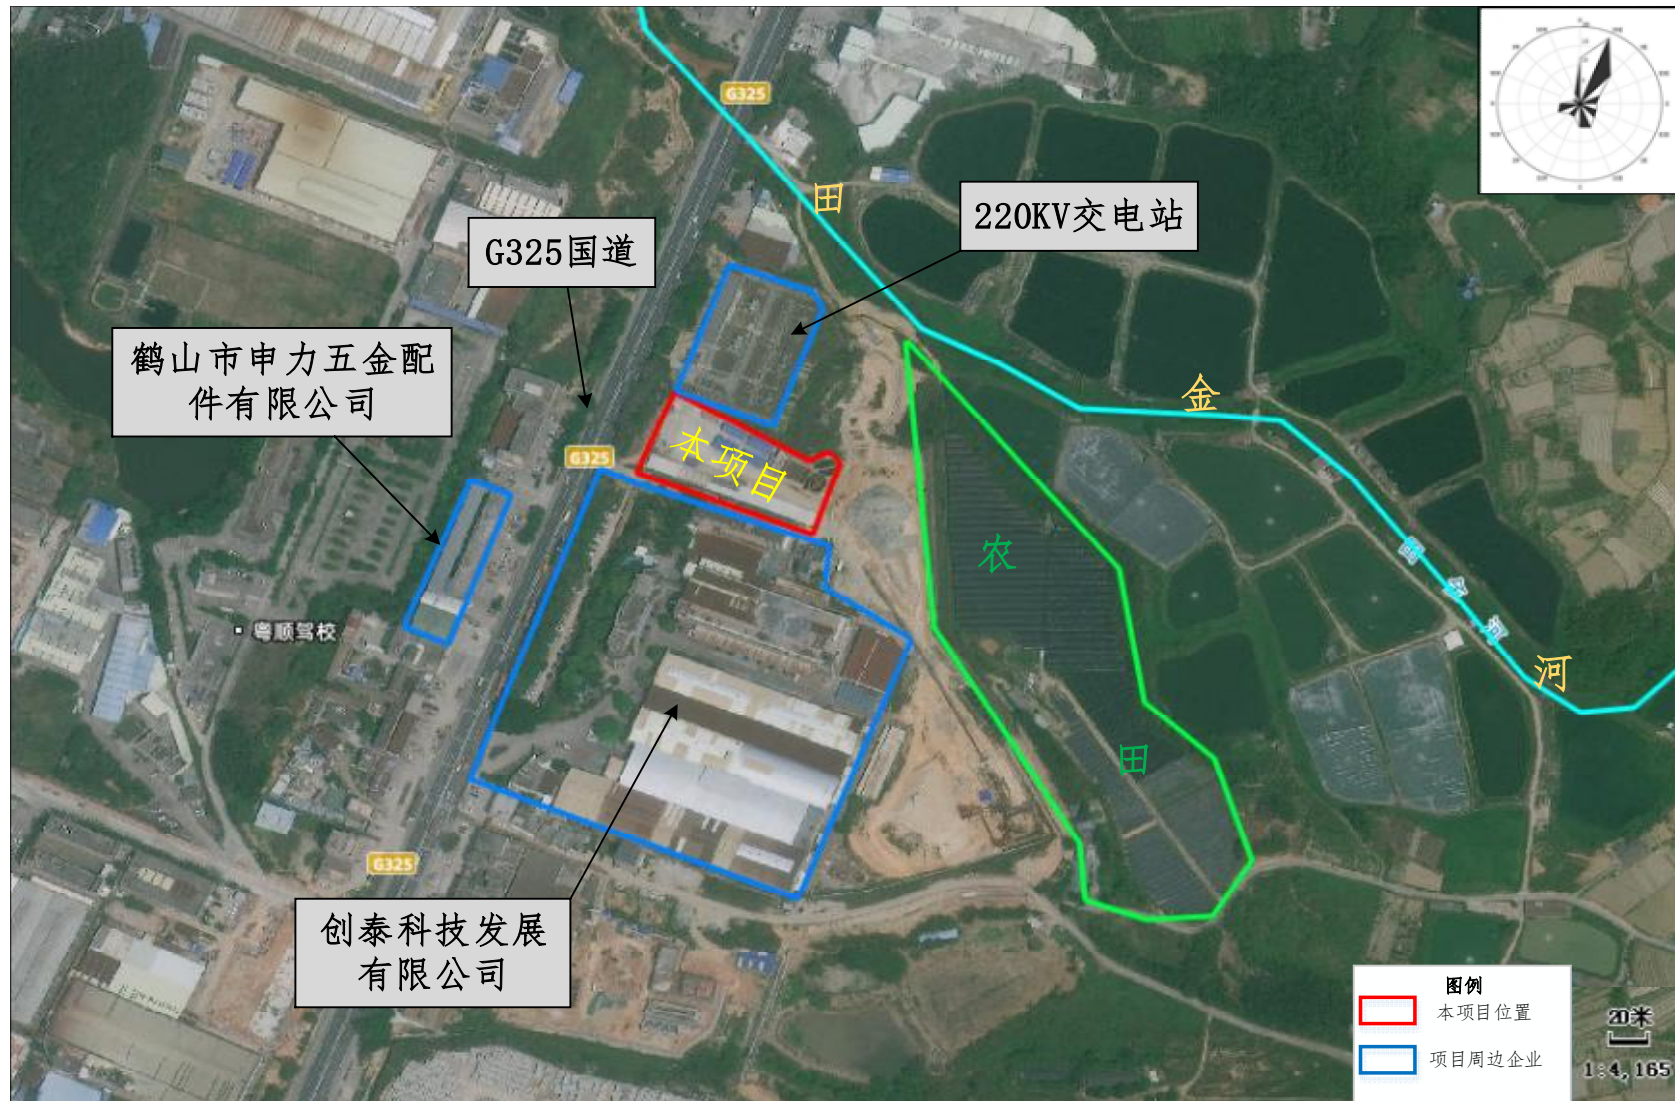 G325
田
220KV交电站
G325国道
鹤山市申力五金配
件有限公司
金
本项目
G325
农
田金河
粤顺驾校
河
田
G325
创泰科技发展
有限公司
图例
本项目位置
项目周边企业
20米
1:4,165